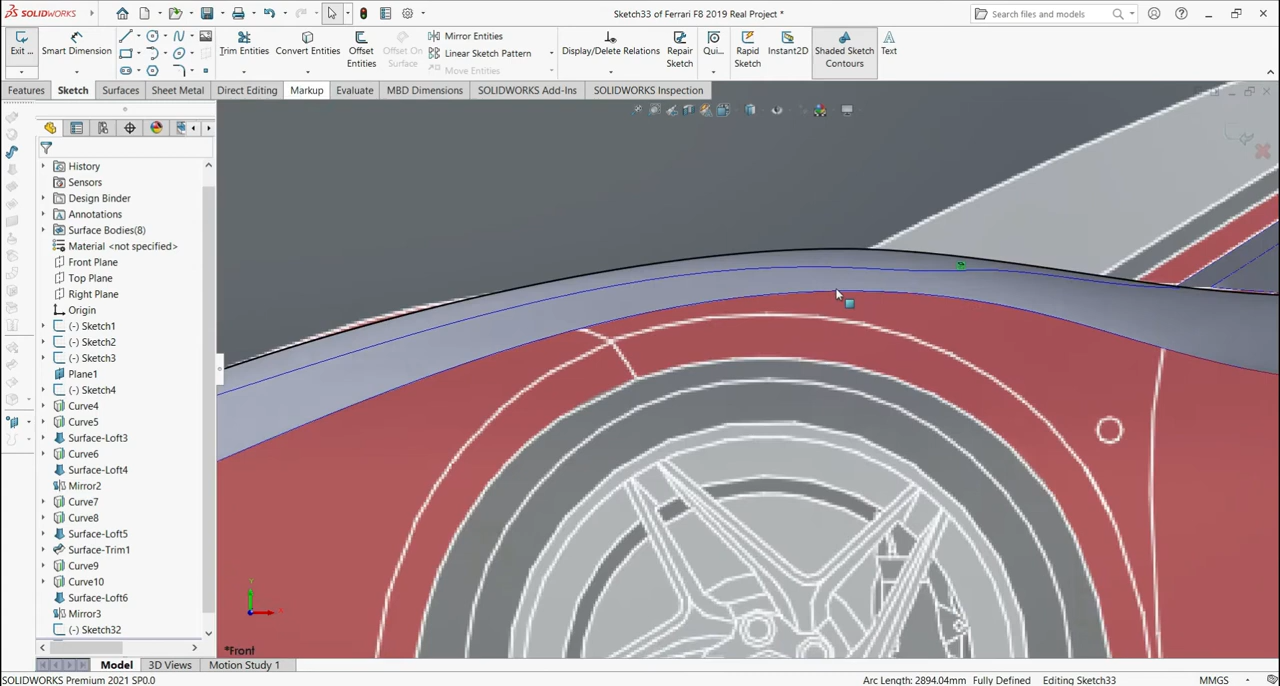 SOLIDWORKS
Sketch33 of Ferrari F8 2019 Real Project *
Search files and models
Exit ...
Smart Dimension
Trim Entities
Convert Entities
Offset Entities
Offset On Surface
Mirror Entities
Linear Sketch Pattern
Move Entities
Display/Delete Relations
Repair Sketch
Qui...
Rapid Sketch
Instant2D
Shaded Sketch Contours
Text
Features
Sketch
Surfaces
Sheet Metal
Direct Editing
Markup
Evaluate
MBD Dimensions
SOLIDWORKS Add-Ins
SOLIDWORKS Inspection
History
Sensors
Design Binder
Annotations
Surface Bodies(8)
Material <not specified>
Front Plane
Top Plane
Right Plane
Origin
(-) Sketch1
(-) Sketch2
(-) Sketch3
Plane1
(-) Sketch4
Curve4
Curve5
Surface-Loft3
Curve6
Surface-Loft4
Mirror2
Curve7
Curve8
Surface-Loft5
Surface-Trim1
Curve9
Curve10
Surface-Loft6
Mirror3
(-) Sketch32
*Front
Model
3D Views
Motion Study 1
SOLIDWORKS Premium 2021 SP0.0
Arc Length: 2894.04mm
Fully Defined
Editing Sketch33
MMGS